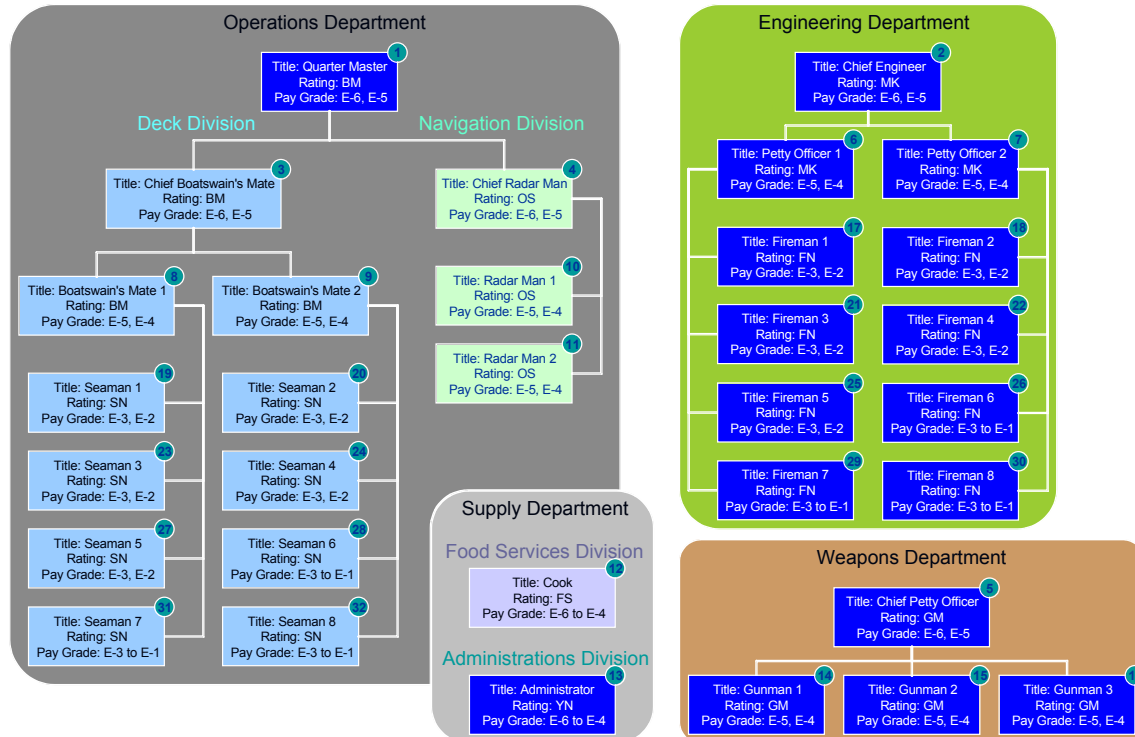 Operations Department
1
Title: Quarter Master
Rating: BM
Pay Grade: E-6, E-5
Deck Division
Navigation Division
3
Title: Chief Boatswain's Mate
Rating: BM
Pay Grade: E-6, E-5
4
Title: Chief Radar Man
Rating: OS
Pay Grade: E-6, E-5
8
Title: Boatswain's Mate 1
Rating: BM
Pay Grade: E-5, E-4
9
Title: Boatswain's Mate 2
Rating: BM
Pay Grade: E-5, E-4
10
Title: Radar Man 1
Rating: OS
Pay Grade: E-5, E-4
11
Title: Radar Man 2
Rating: OS
Pay Grade: E-5, E-4
19
Title: Seaman 1
Rating: SN
Pay Grade: E-3, E-2
20
Title: Seaman 2
Rating: SN
Pay Grade: E-3, E-2
23
Title: Seaman 3
Rating: SN
Pay Grade: E-3, E-2
24
Title: Seaman 4
Rating: SN
Pay Grade: E-3, E-2
27
Title: Seaman 5
Rating: SN
Pay Grade: E-3, E-2
28
Title: Seaman 6
Rating: SN
Pay Grade: E-3 to E-1
31
Title: Seaman 7
Rating: SN
Pay Grade: E-3 to E-1
32
Title: Seaman 8
Rating: SN
Pay Grade: E-3 to E-1
Supply Department
Food Services Division
12
Title: Cook
Rating: FS
Pay Grade: E-6 to E-4
Administrations Division
13
Title: Administrator
Rating: YN
Pay Grade: E-6 to E-4
Engineering Department
2
Title: Chief Engineer
Rating: MK
Pay Grade: E-6, E-5
6
Title: Petty Officer 1
Rating: MK
Pay Grade: E-5, E-4
7
Title: Petty Officer 2
Rating: MK
Pay Grade: E-5, E-4
17
Title: Fireman 1
Rating: FN
Pay Grade: E-3, E-2
18
Title: Fireman 2
Rating: FN
Pay Grade: E-3, E-2
21
Title: Fireman 3
Rating: FN
Pay Grade: E-3, E-2
22
Title: Fireman 4
Rating: FN
Pay Grade: E-3, E-2
25
Title: Fireman 5
Rating: FN
Pay Grade: E-3, E-2
26
Title: Fireman 6
Rating: FN
Pay Grade: E-3 to E-1
29
Title: Fireman 7
Rating: FN
Pay Grade: E-3 to E-1
30
Title: Fireman 8
Rating: FN
Pay Grade: E-3 to E-1
Weapons Department
5
Title: Chief Petty Officer
Rating: GM
Pay Grade: E-6, E-5
14
Title: Gunman 1
Rating: GM
Pay Grade: E-5, E-4
15
Title: Gunman 2
Rating: GM
Pay Grade: E-5, E-4
Title: Gunman 3
Rating: GM
Pay Grade: E-5, E-4